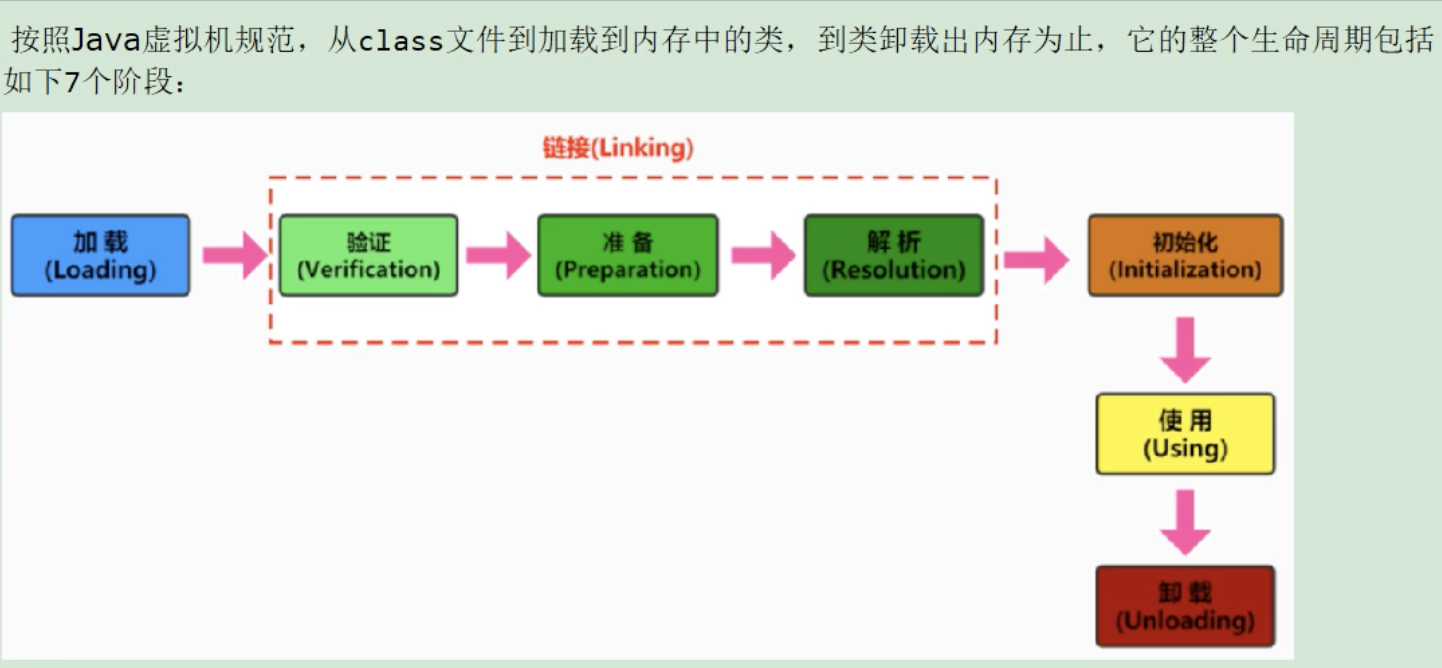 按照Java虚拟机规范，从class文件到加载到内存中的类，到类卸载出内存为止，它的整个生命周期包括
如下7个阶段：
链接(Linking)
加载
(Loading)
验证
(Verification)
准备
(Preparation)
解析
(Resolution)
初始化
(Initialization)
使用
(Using)
卸载
(Unloading)